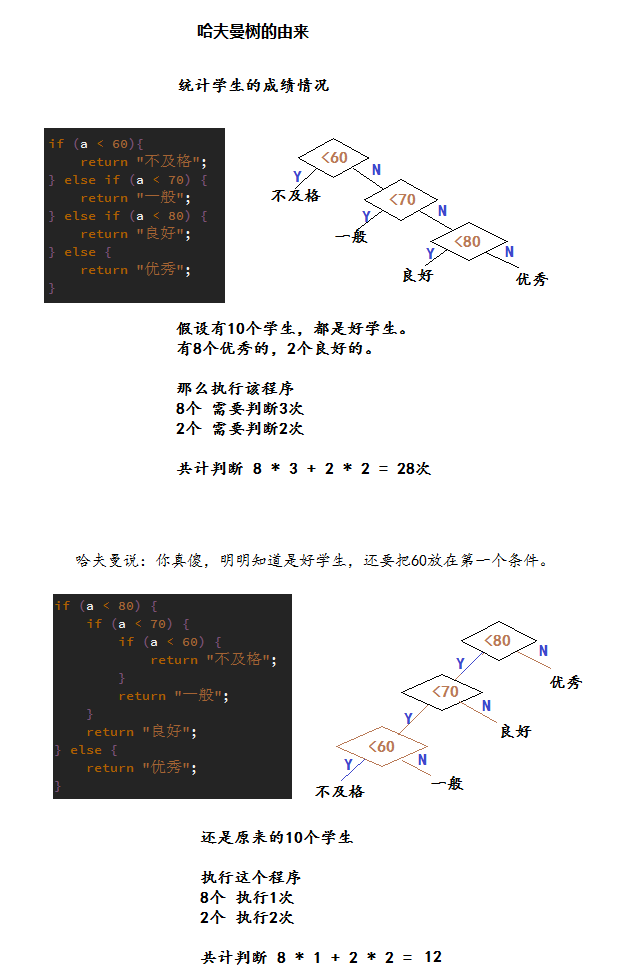 哈夫曼树的由来
统计学生的成绩情况
if (a < 60){
return "不及格";
} else if (a < 70) {
return "一般";
} else if (a < 80) {
return "良好";
} else {
return "优秀";
}
<60
Y
N
不及格
<70
Y
N
一般
<80
Y
N
良好
优秀
假设有10个学生，都是好学生。
有8个优秀的，2个良好的。
那么执行该程序
8个 需要判断3次
2个 需要判断2次
共计判断 8 * 3 + 2 * 2 = 28次
哈夫曼说：你真傻，明明知道是好学生，还要把60放在第一个条件。
if (a < 80) {
if (a < 70) {
if (a < 60) {
return "不及格";
}
return "一般";
}
return "良好";
} else {
return "优秀";
}
<80
Y
N
优秀
<70
Y
N
良好
<60
Y
N
不及格
一般
还是原来的10个学生
执行这个程序
8个 执行1次
2个 执行2次
共计判断 8 * 1 + 2 * 2 = 12